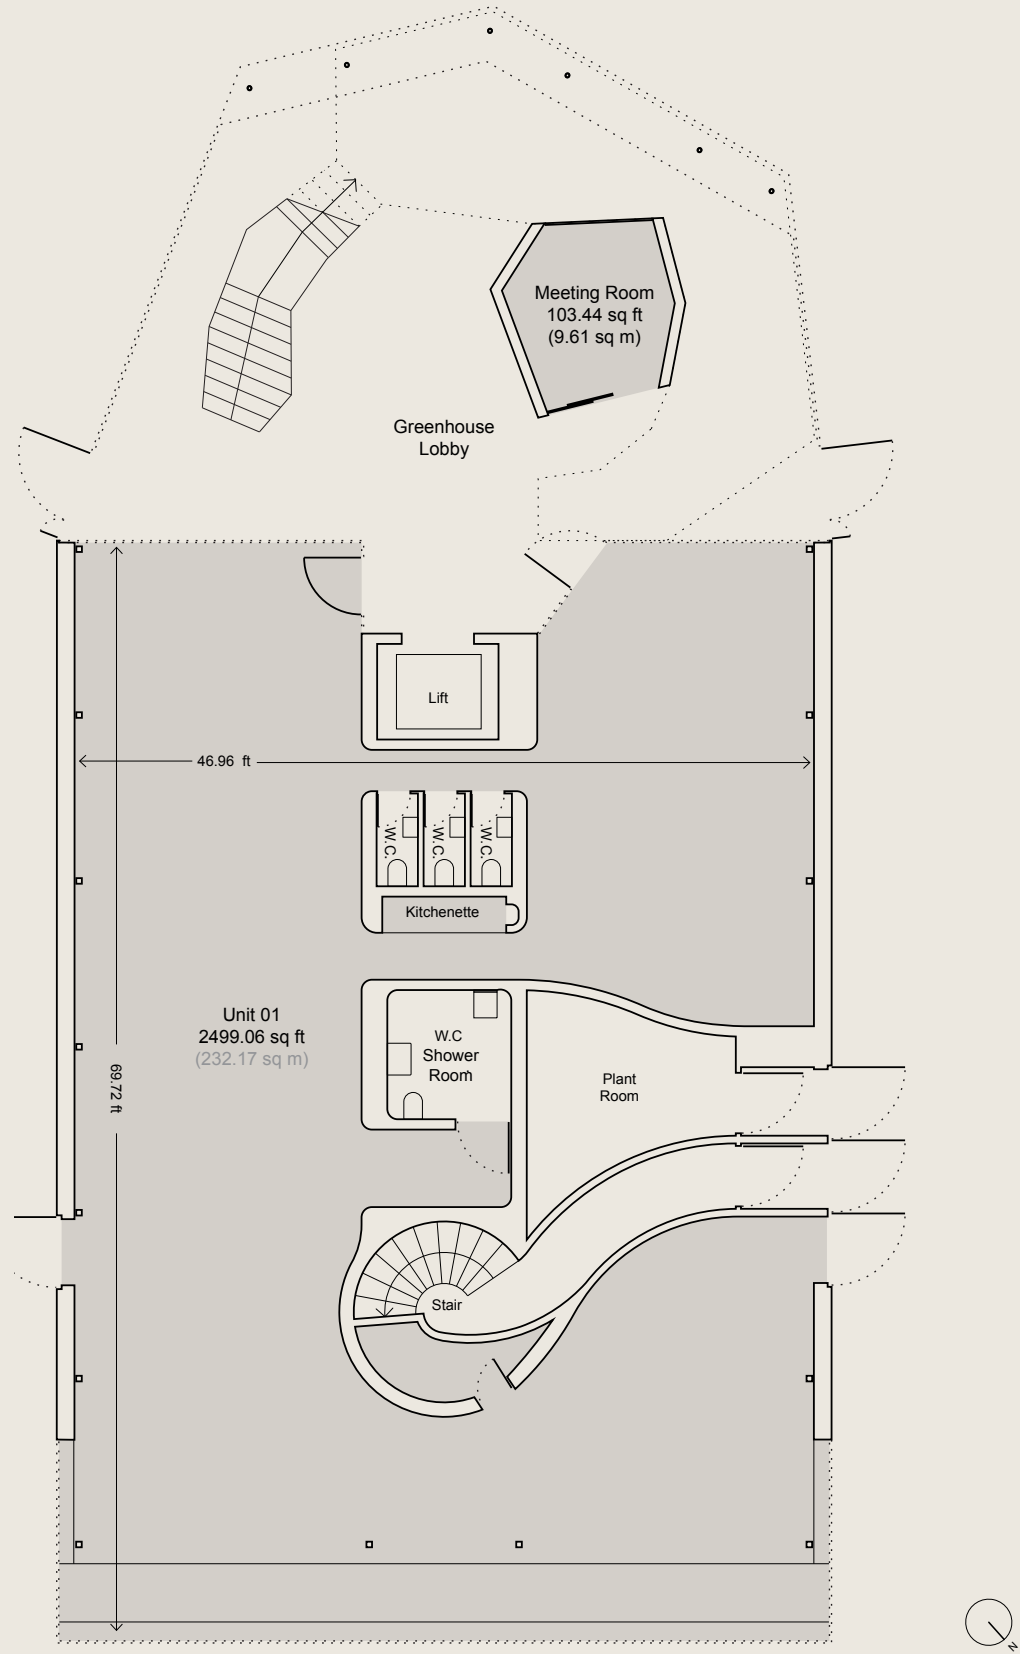 Meeting Room
103.44 sq ft
(9.61 sq m)
Greenhouse
Lobby
Lift
46.96 ft
W.C.
W.C.
W.C.
Kitchenette
Unit 01
2499.06 sq ft
(232.17 sq m)
W.C
Shower
Room
Plant
Room
69.72 ft
Stair
N